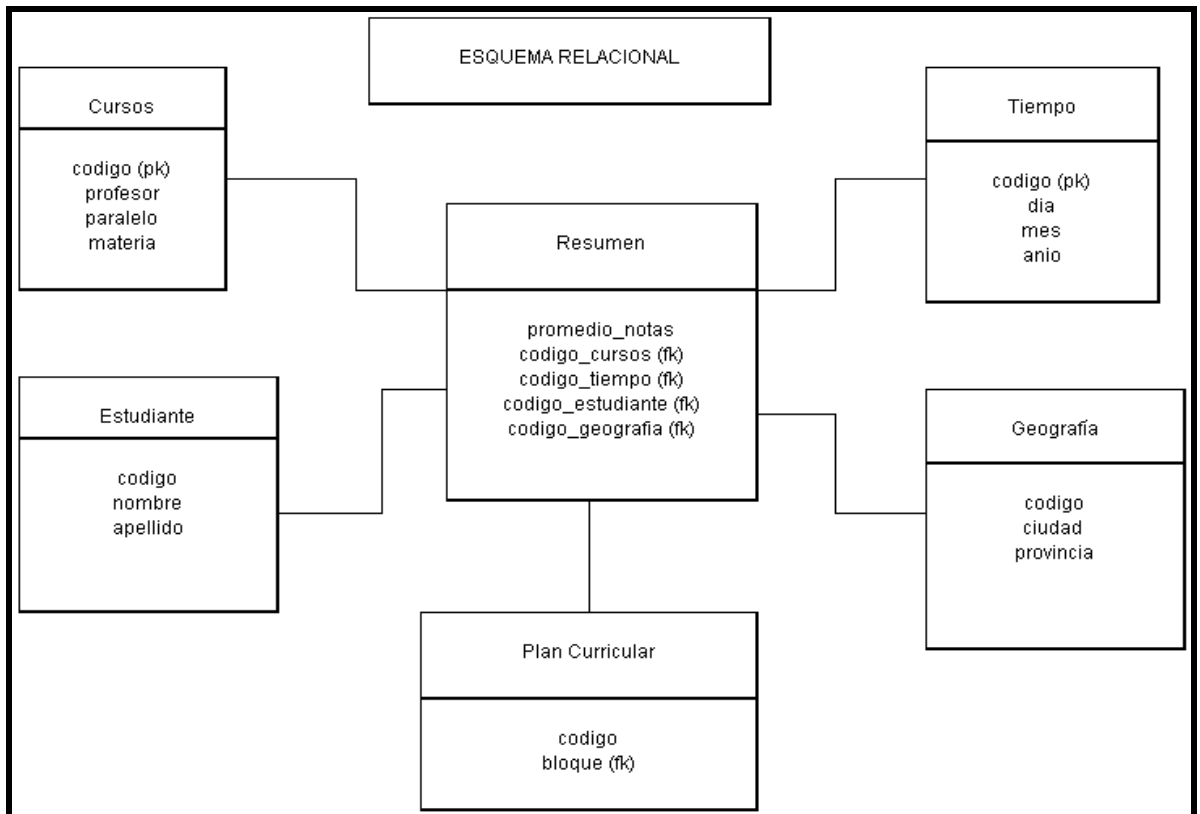 ESQUEMA RELACIONAL
Cursos
codigo (pk)
profesor
paralelo
materia
Tiempo
codigo (pk)
dia
mes
anio
Resumen
promedio_notas
codigo_cursos (fk)
codigo_tiempo (fk)
codigo_estudiante (fk)
codigo_geografia (fk)
Estudiante
codigo
nombre
apellido
Geografía
codigo
ciudad
provincia
Plan Curricular
codigo
bloque (fk)